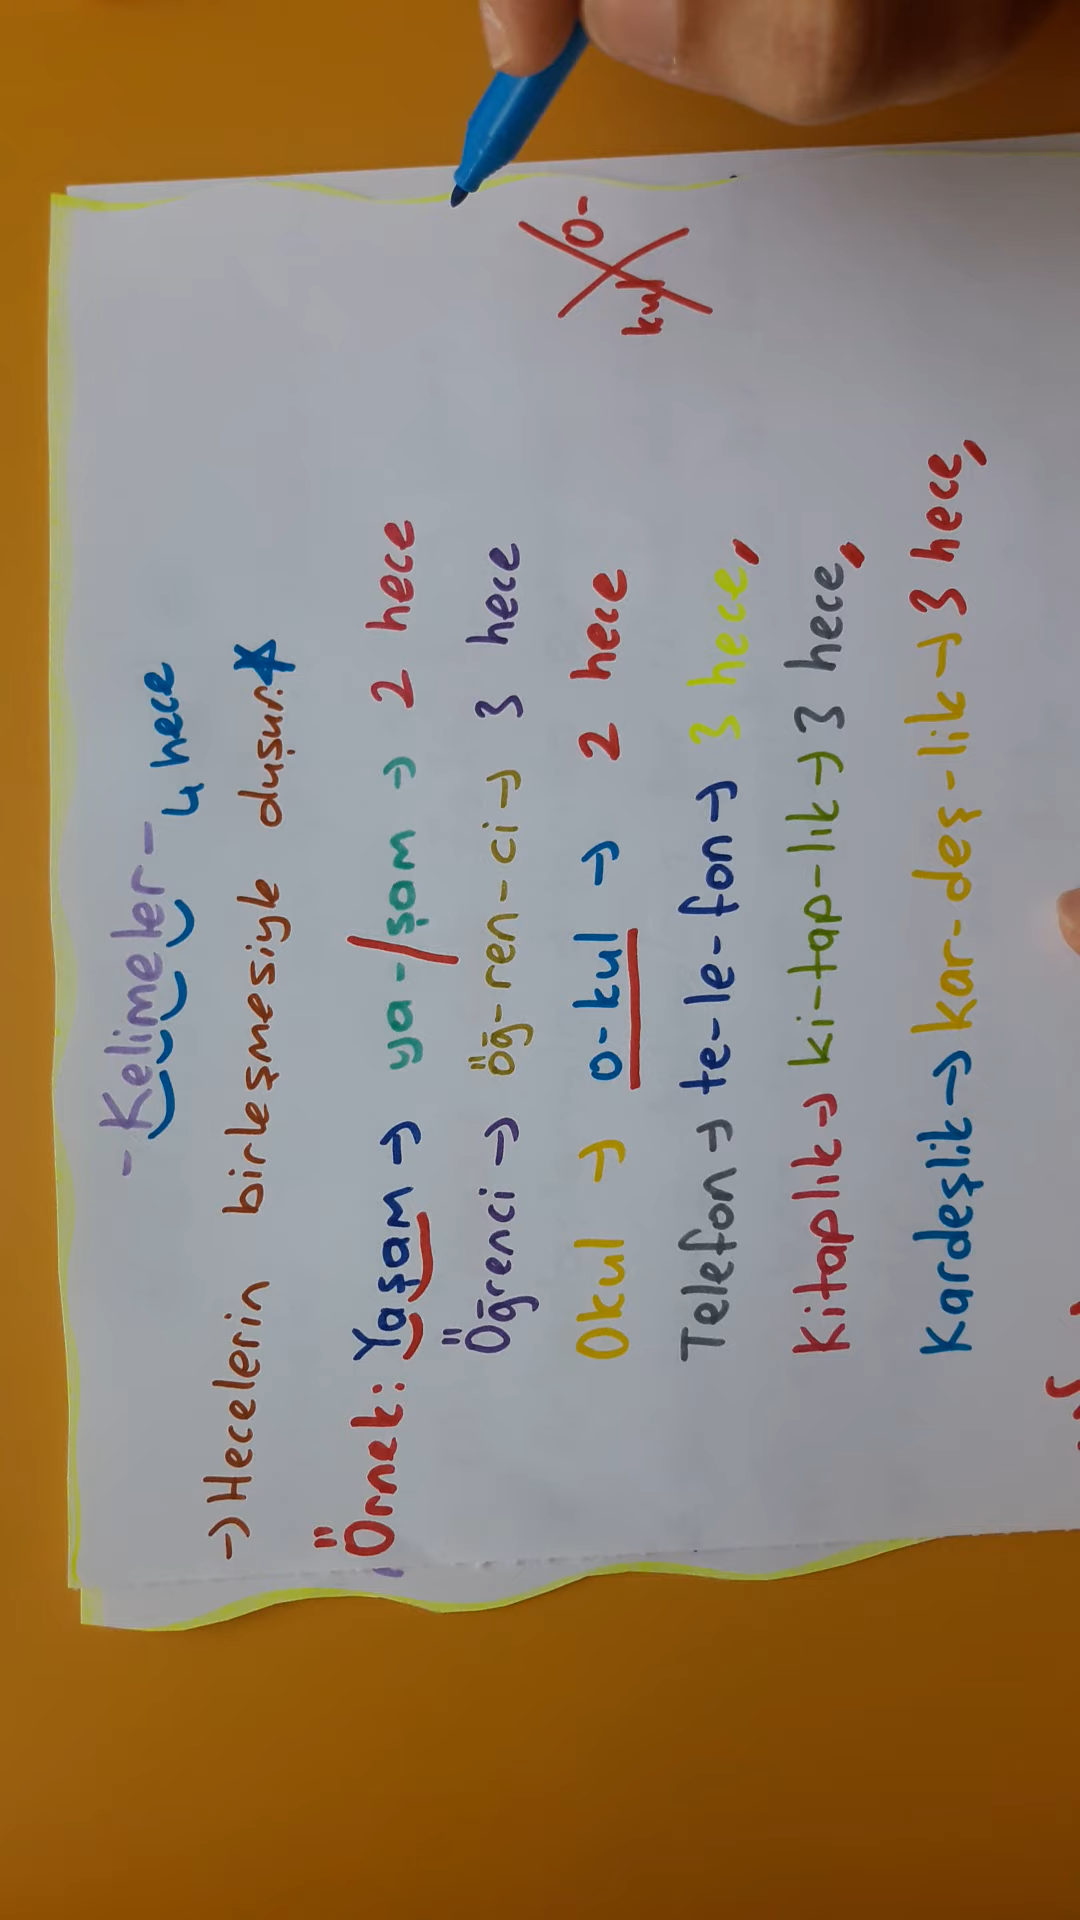 -Kelimeler-
4 hece
→Hecelerin birleşmesiyle duşur.
Örnek: Yaşam→ ya-şam → 2 hece
Öğrenci→ öğ-ren-ci→ 3 hece
Okul → o-kul → 2 hece
Telefon→ te-le-fon→ 3 hece,
Kitaplık→ ki-tap-lık→ 3 hece,
Kardeşlik→ kar-deş-lik→ 3 hece,
o-
kul